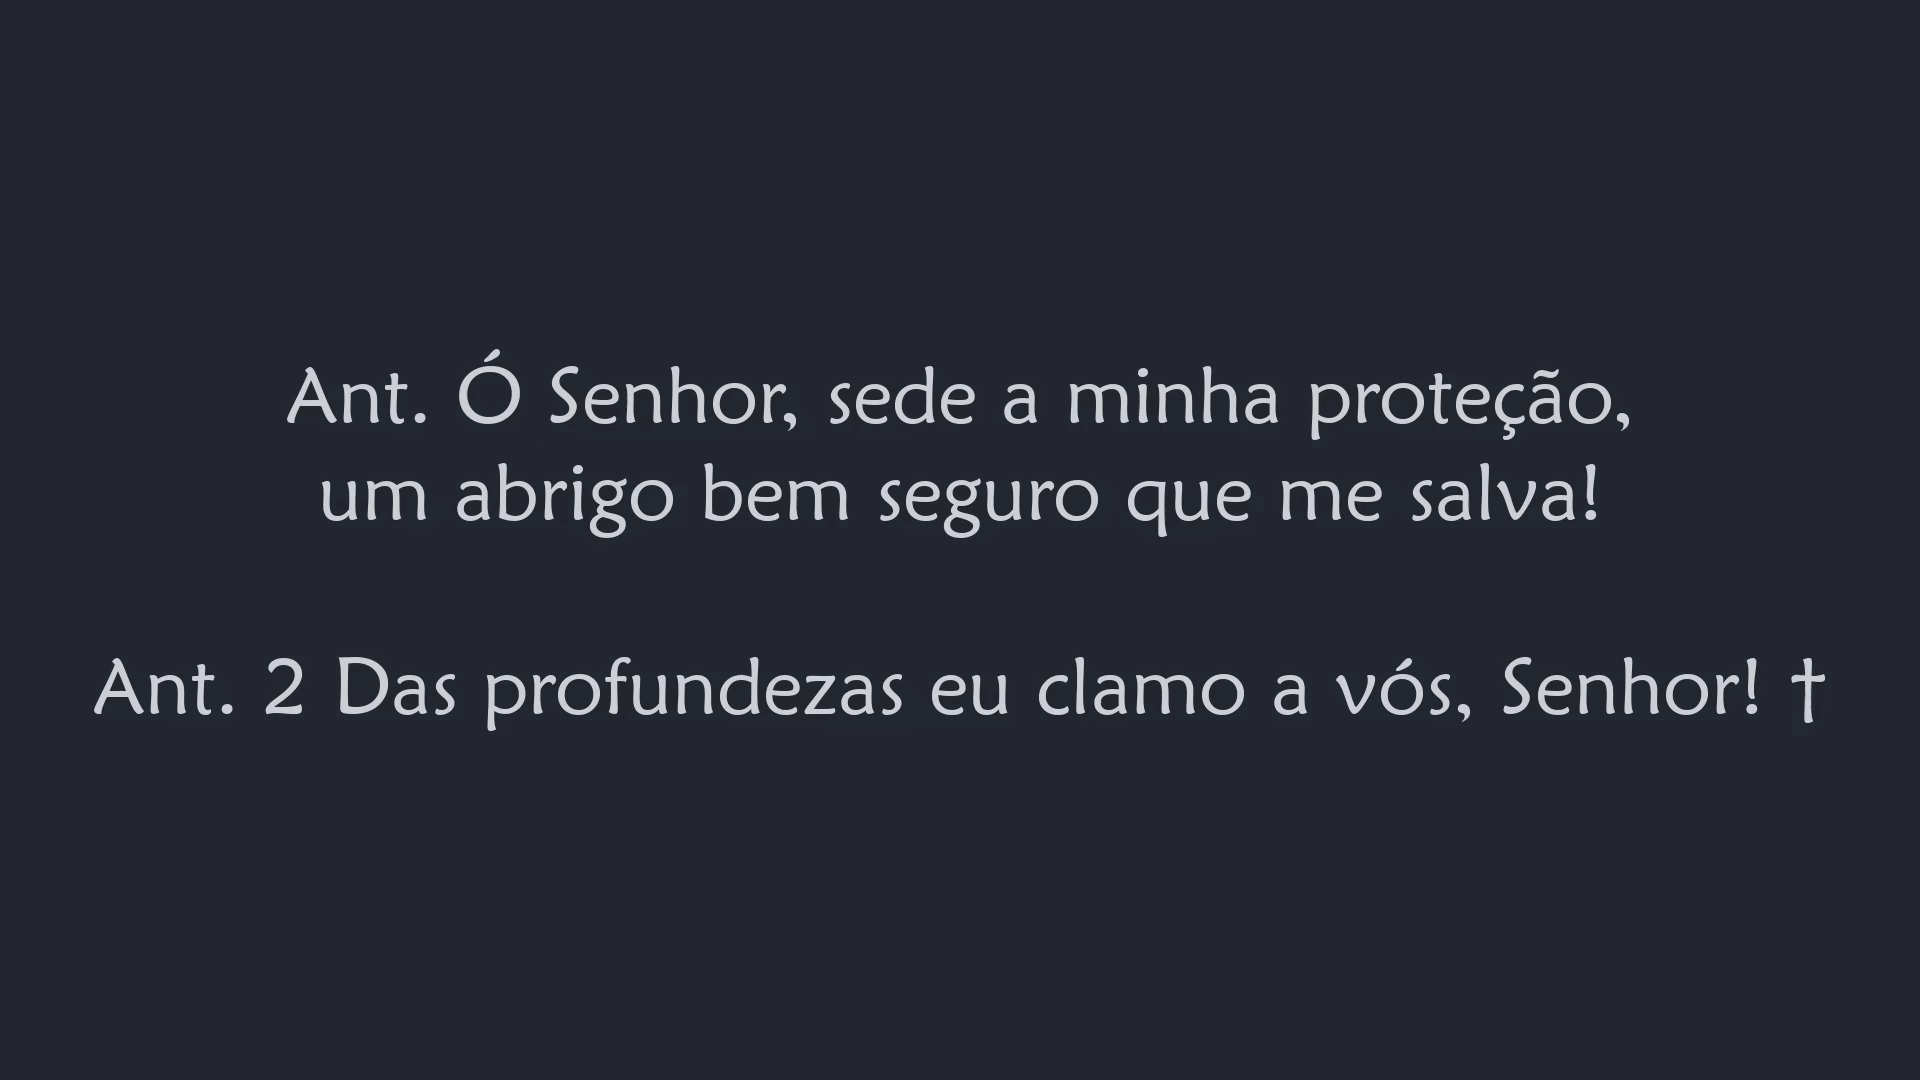 Ant. Ó Senhor, sede a minha proteção,
um abrigo bem seguro que me salva!
Ant. 2 Das profundezas eu clamo a vós, Senhor! †